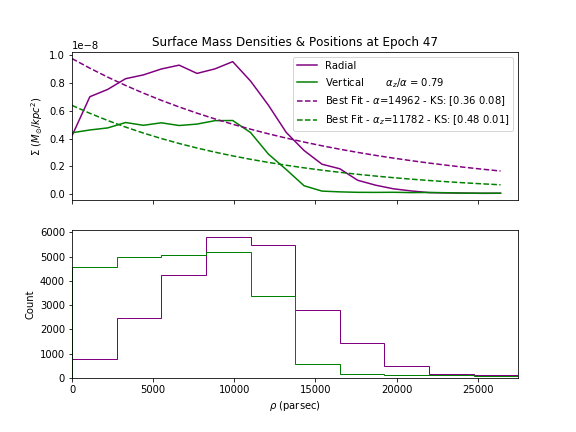 Surface Mass Densities & Positions at Epoch 47
1e−8
1.0
0.8
0.6
0.4
0.2
0.0
Σ (M☉/kpc²)
Radial
Vertical α_z/α = 0.79
Best Fit - α=14962 - KS: [0.36 0.08]
Best Fit - α_z=11782 - KS: [0.48 0.01]
6000
5000
4000
3000
2000
1000
0
Count
0 5000 10000 15000 20000 25000
ρ (parsec)